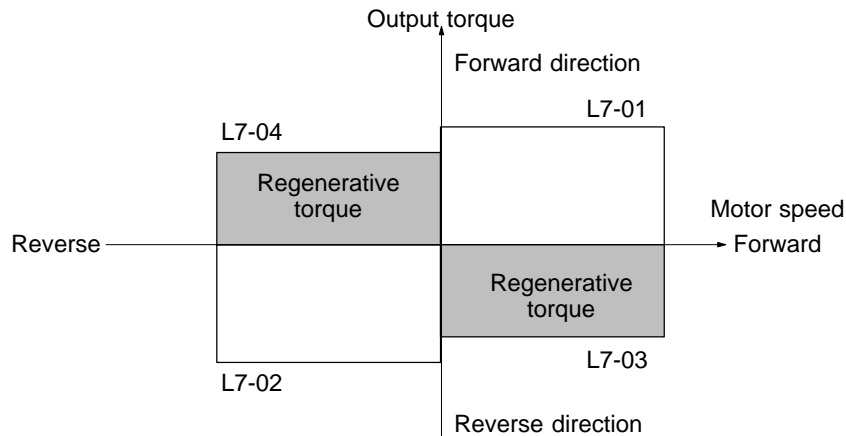 Output torque
Forward direction
L7-04
L7-01
Regenerative
torque
Motor speed
Reverse
Forward
Regenerative
torque
L7-02
L7-03
Reverse direction